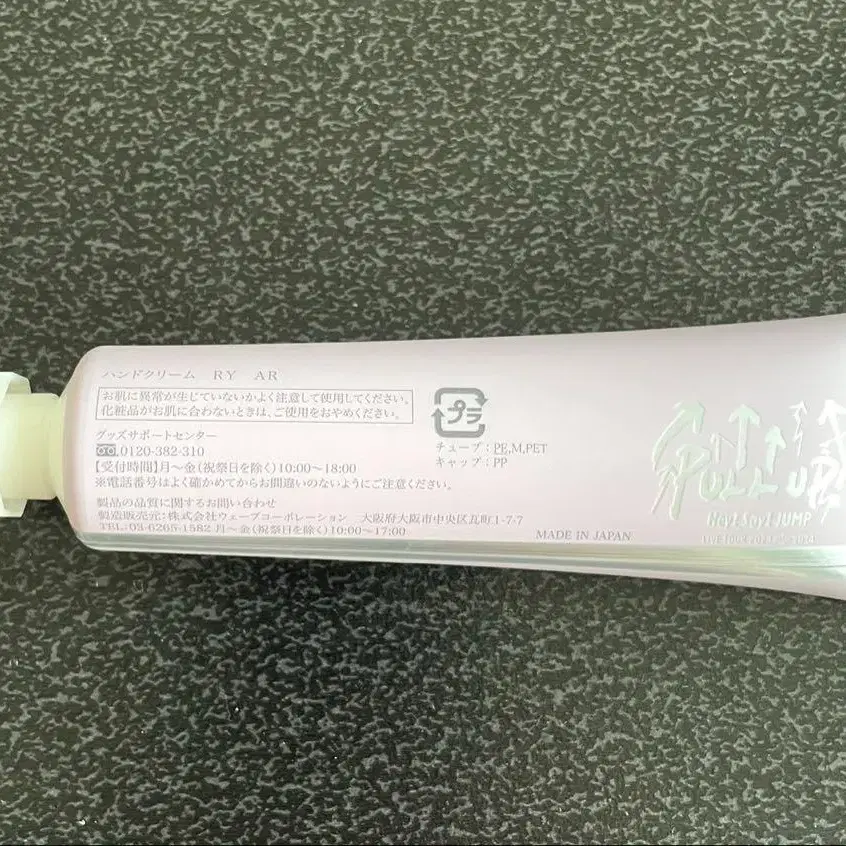 ハンドクリーム RY AR
お肌に異常が生じていないかよく注意して使用してください。
化粧品がお肌に合わないときは、ご使用をおやめください。
グッズサポートセンター
0120-382-310
【受付時間】月～金(祝祭日を除く)10:00～18:00
※電話番号はよく確かめてからお間違いのないようにご注意ください。
製品の品質に関するお問い合わせ
製造販売元:株式会社ウェーブコーポレーション 大阪府大阪市中央区瓦町1-7-7
TEL:03-6265-1582 月～金(祝祭日を除く)10:00～17:00
プラ
チューブ:PE,M,PET
キャップ:PP
MADE IN JAPAN
PULL UP!
Hey! Say! JUMP
LIVE TOUR